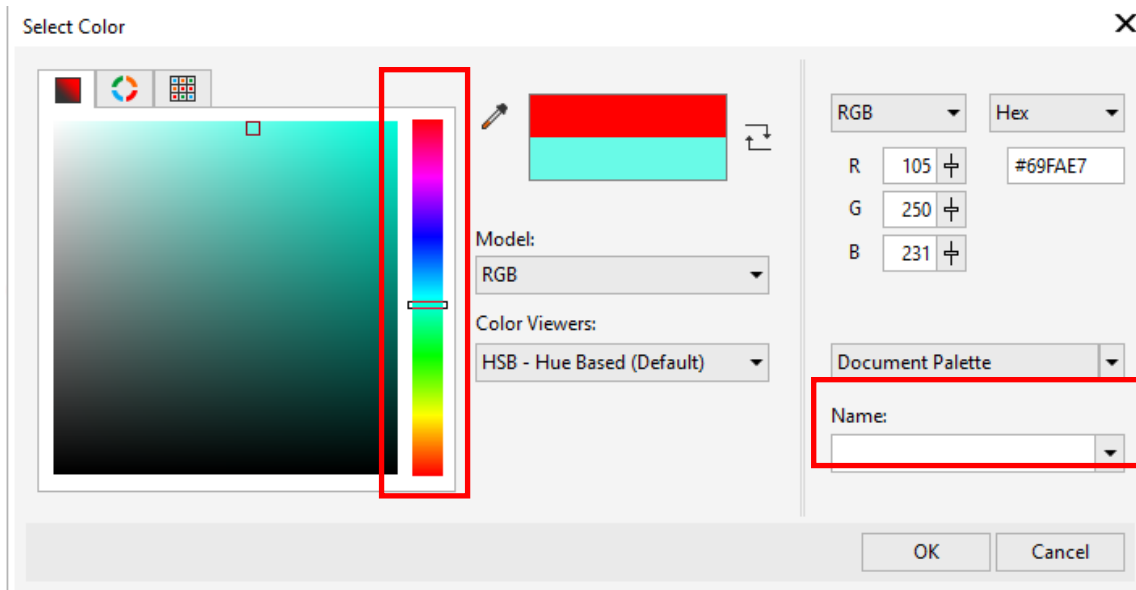 Select Color
RGB
Hex
R 105
#69FAE7
G 250
B 231
Model:
RGB
Color Viewers:
HSB - Hue Based (Default)
Document Palette
Name:
OK
Cancel